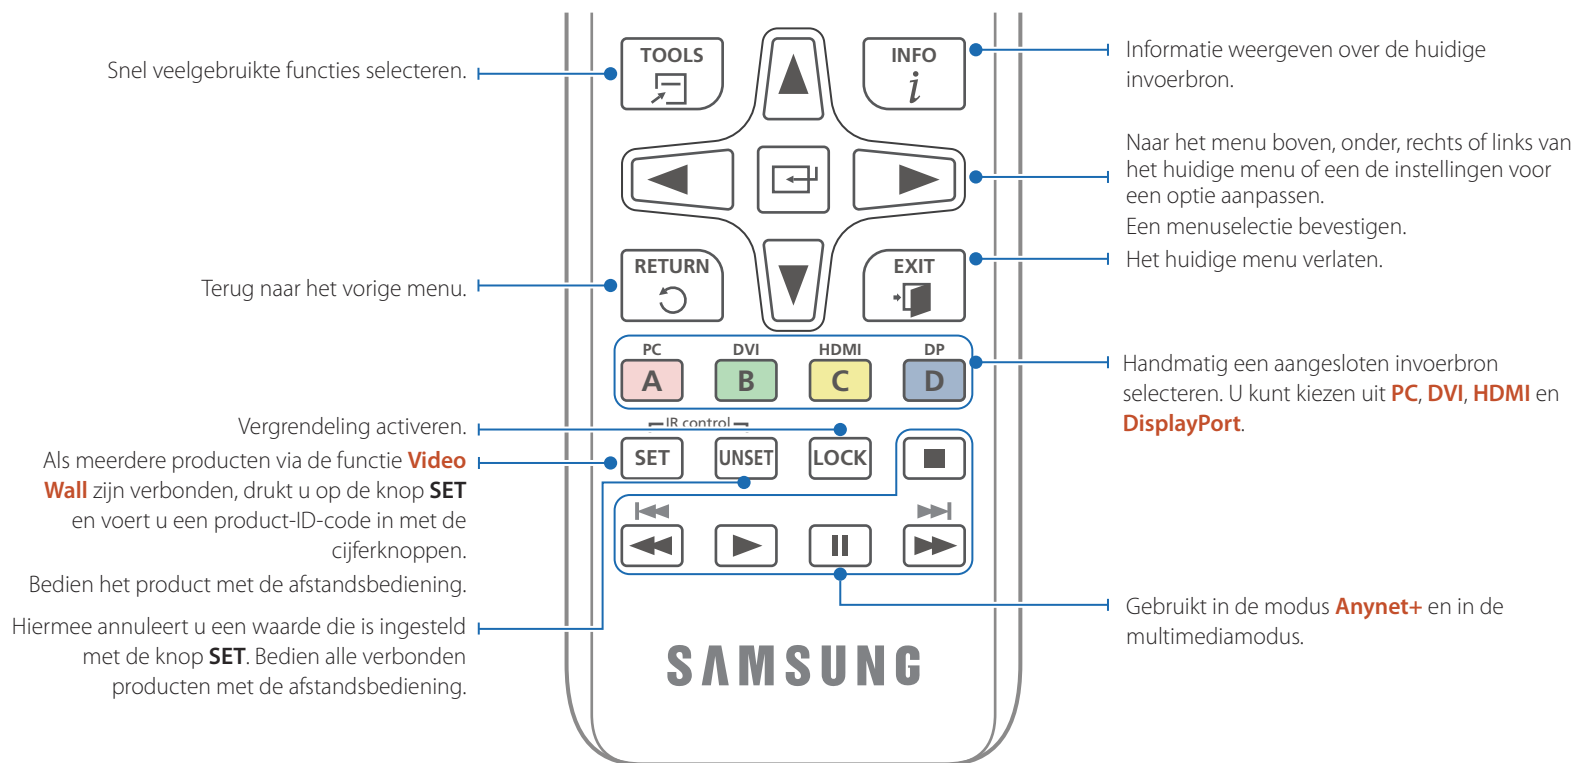 TOOLS
INFO
i
Snel veelgebruikte functies selecteren.
Informatie weergeven over de huidige
invoerbron.
Naar het menu boven, onder, rechts of links van
het huidige menu of een de instellingen voor
een optie aanpassen.
Een menuselectie bevestigen.
RETURN
EXIT
Terug naar het vorige menu.
Het huidige menu verlaten.
PC
DVI
HDMI
DP
A
B
C
D
Handmatig een aangesloten invoerbron
selecteren. U kunt kiezen uit PC, DVI, HDMI en
DisplayPort.
IR control
SET
UNSET
LOCK
Vergrendeling activeren.
Als meerdere producten via de functie Video
Wall zijn verbonden, drukt u op de knop SET
en voert u een product-ID-code in met de
cijferknoppen.
Bedien het product met de afstandsbediening.
Hiermee annuleert u een waarde die is ingesteld
met de knop SET. Bedien alle verbonden
producten met de afstandsbediening.
Gebruikt in de modus Anynet+ en in de
multimediamodus.
SAMSUNG